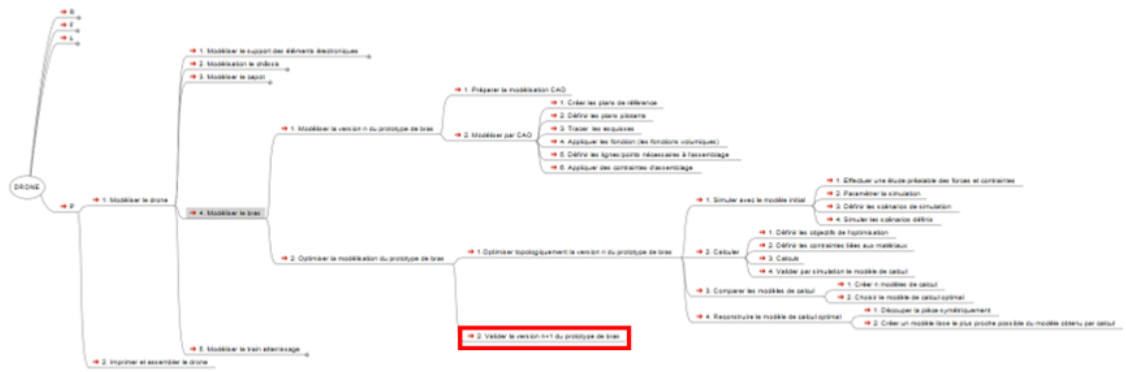 R
F
L
DRONE
P
1. Modéliser le drone
1. Modéliser le support des éléments électroniques
2. Modélisation le châssis
3. Modéliser le capot
4. Modéliser le bras
1. Modéliser la version n du prototype de bras
1. Préparer la modélisation CAO
2. Modéliser par CAO
1. Créer les plans de référence
2. Définir les plans pilotants
3. Tracer les esquisses
4. Appliquer les fonction (les fonctions volumiques)
5. Définir les lignes/points nécessaires à l'assemblage
6. Appliquer des contraintes d'assemblage
2. Optimiser la modélisation du prototype de bras
1.Optimiser topologiquement la version n du prototype de bras
1. Simuler avec le modèle initial
1. Effectuer une étude préalable des forces et contraintes
2. Paramétrer la simulation
3. Définir les scénarios de simulation
4. Simuler les scénarios définis
2. Calculer
1. Définir les objectifs de l'optimisation
2. Définir les contraintes liées aux matériaux
3. Calculs
4. Valider par simulation le modèle de calcul
3. Comparer les modèles de calcul
1. Créer n modèles de calcul
2. Choisir le modèle de calcul optimal
4. Reconstruire le modèle de calcul optimal
1. Découper la pièce symétriquement
2. Créer un modèle lisse le plus proche possible du modèle obtenu par calcul
2. Valider la version n+1 du prototype de bras
5. Modéliser le train atterrissage
2. Imprimer et assembler le drone